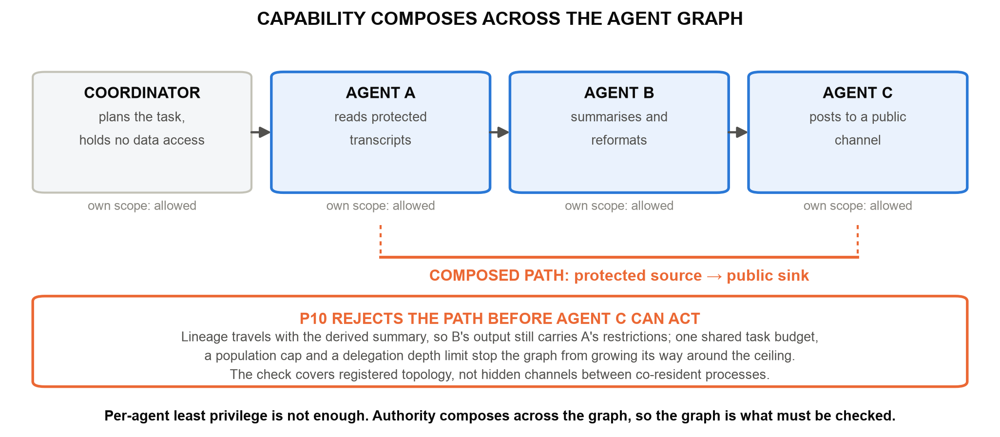 CAPABILITY COMPOSES ACROSS THE AGENT GRAPH
COORDINATOR
plans the task,
holds no data access
own scope: allowed
AGENT A
reads protected
transcripts
own scope: allowed
AGENT B
summarises and
reformats
own scope: allowed
AGENT C
posts to a public
channel
own scope: allowed
COMPOSED PATH: protected source → public sink
P10 REJECTS THE PATH BEFORE AGENT C CAN ACT
Lineage travels with the derived summary, so B's output still carries A's restrictions; one shared task budget,
a population cap and a delegation depth limit stop the graph from growing its way around the ceiling.
The check covers registered topology, not hidden channels between co-resident processes.
Per-agent least privilege is not enough. Authority composes across the graph, so the graph is what must be checked.